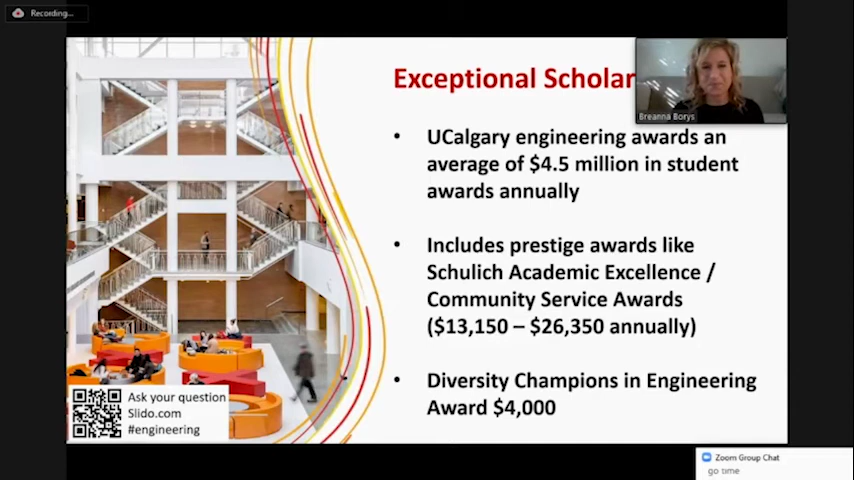 Recording...
Exceptional Scholar
Breanna Borys
• UCalgary engineering awards an
average of $4.5 million in student
awards annually
• Includes prestige awards like
Schulich Academic Excellence /
Community Service Awards
($13,150 – $26,350 annually)
• Diversity Champions in Engineering
Award $4,000
Ask your question
Slido.com
#engineering
Zoom Group Chat
go time